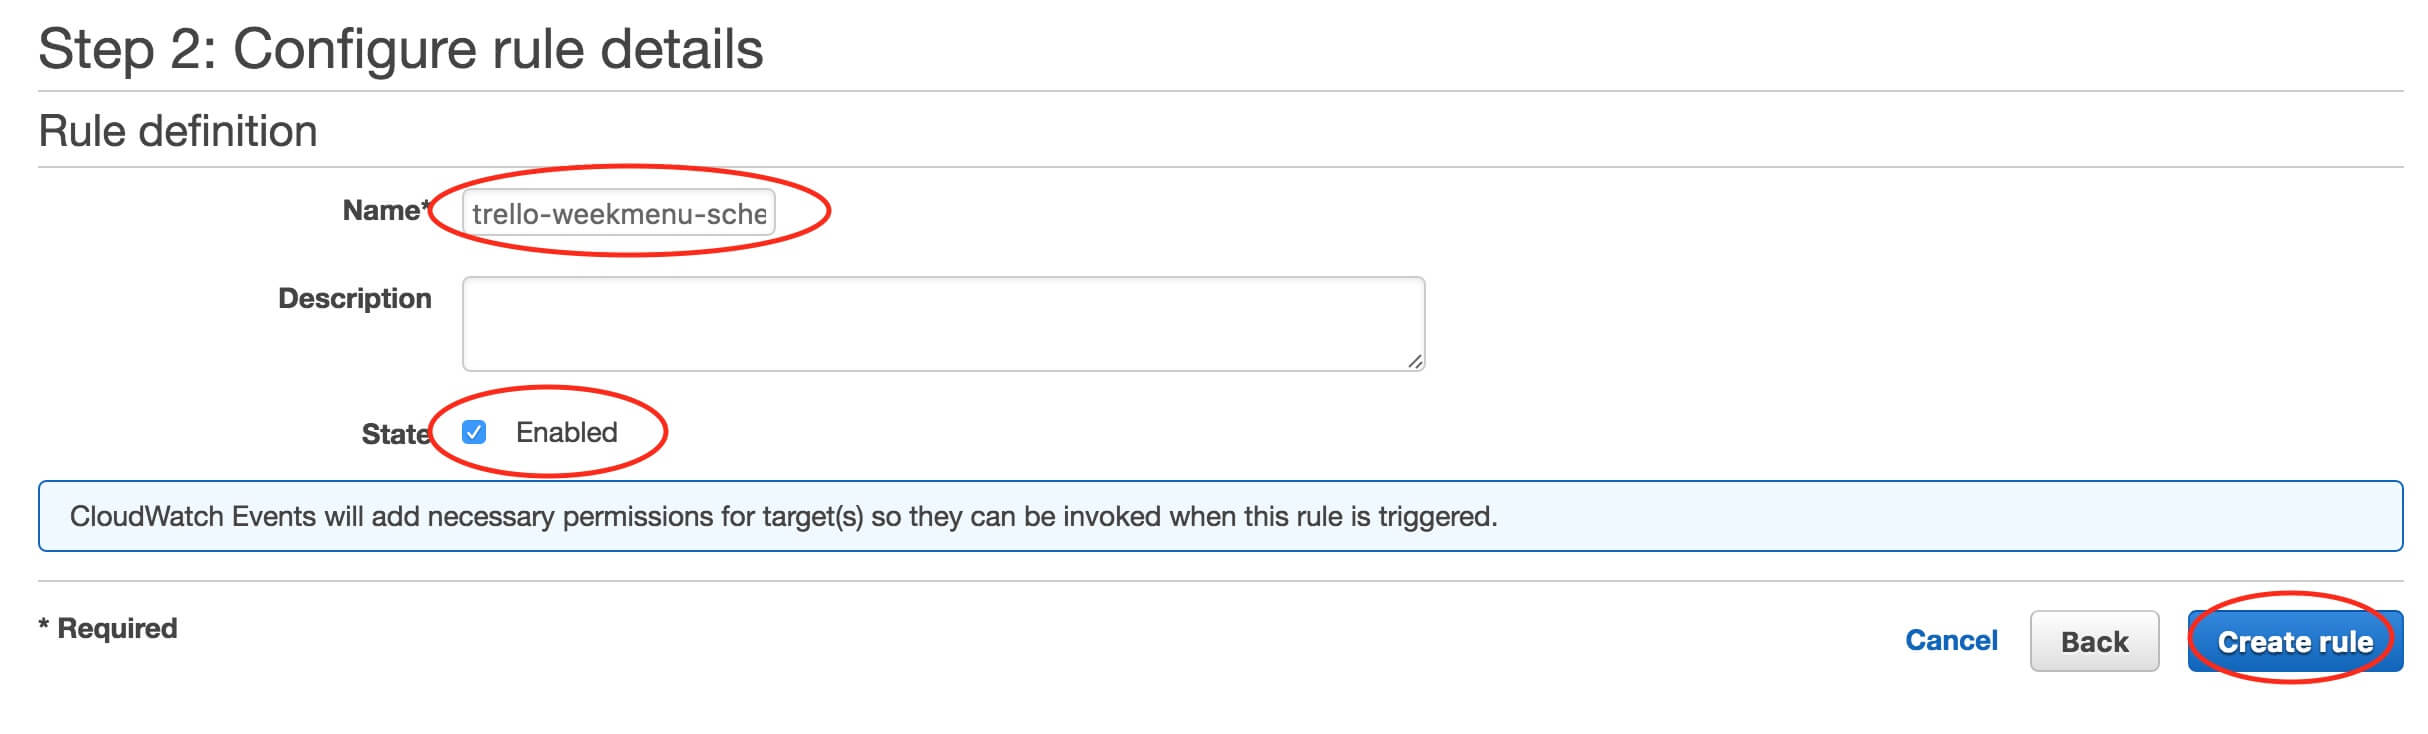 Step 2: Configure rule details
Rule definition
Name*
trello-weekmenu-sche
Description
State
Enabled
CloudWatch Events will add necessary permissions for target(s) so they can be invoked when this rule is triggered.
* Required
Cancel
Back
Create rule